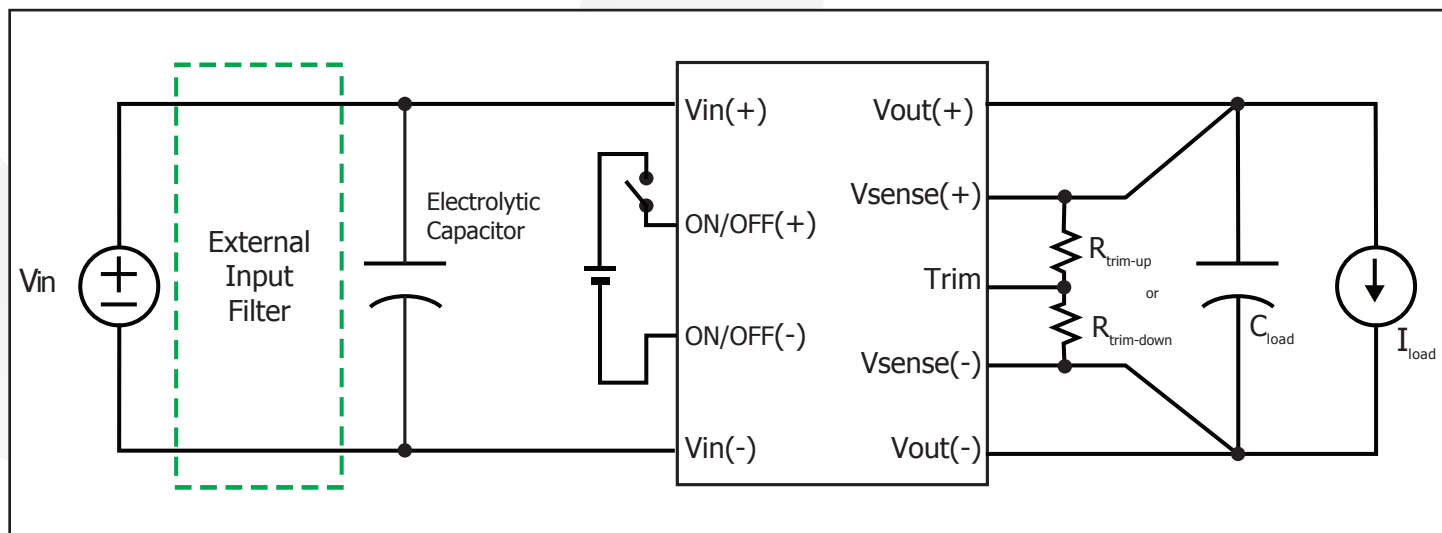 Vin
External
Input
Filter
Electrolytic
Capacitor
Vin(+)
ON/OFF(+)
ON/OFF(-)
Vin(-)
Vout(+)
Vsense(+)
Trim
Vsense(-)
Vout(-)
Rtrim-up
or
Rtrim-down
Cload
Iload